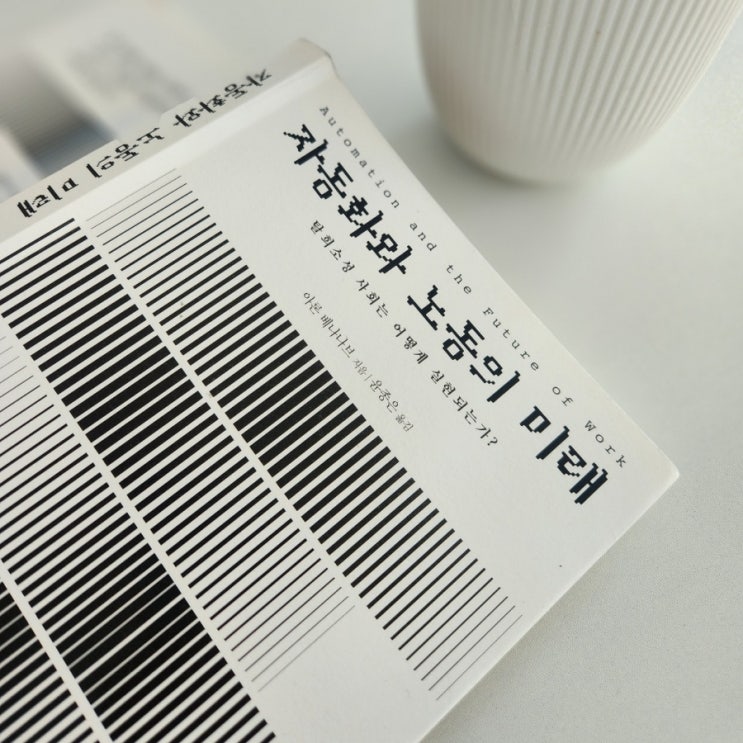 자동화와 노동의 미래
Automation and the Future of Work
자동화와 노동의 미래
탈희소성 사회는 어떻게 실현되는가?
아론 베나나브 지음 | 윤종은 옮김